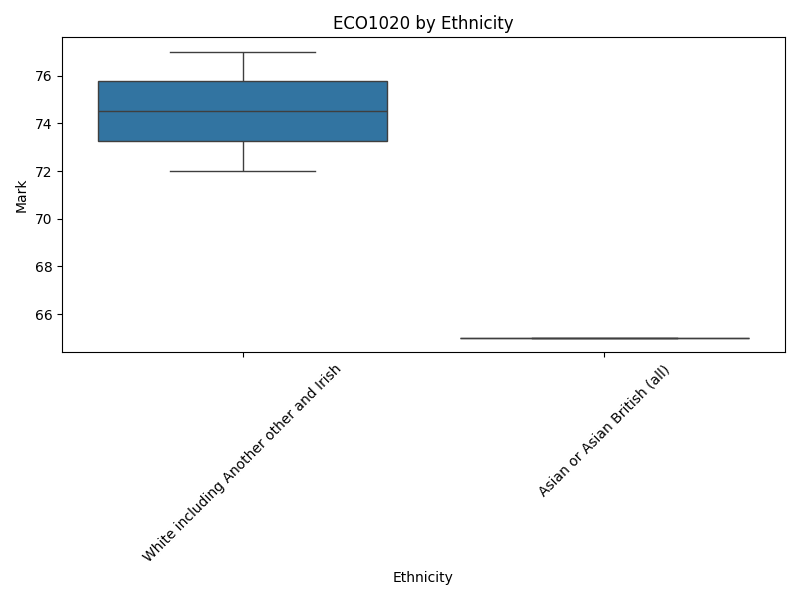 ECO1020 by Ethnicity
76
74
72
70
68
66
Mark
White including Another other and Irish
Asian or Asian British (all)
Ethnicity